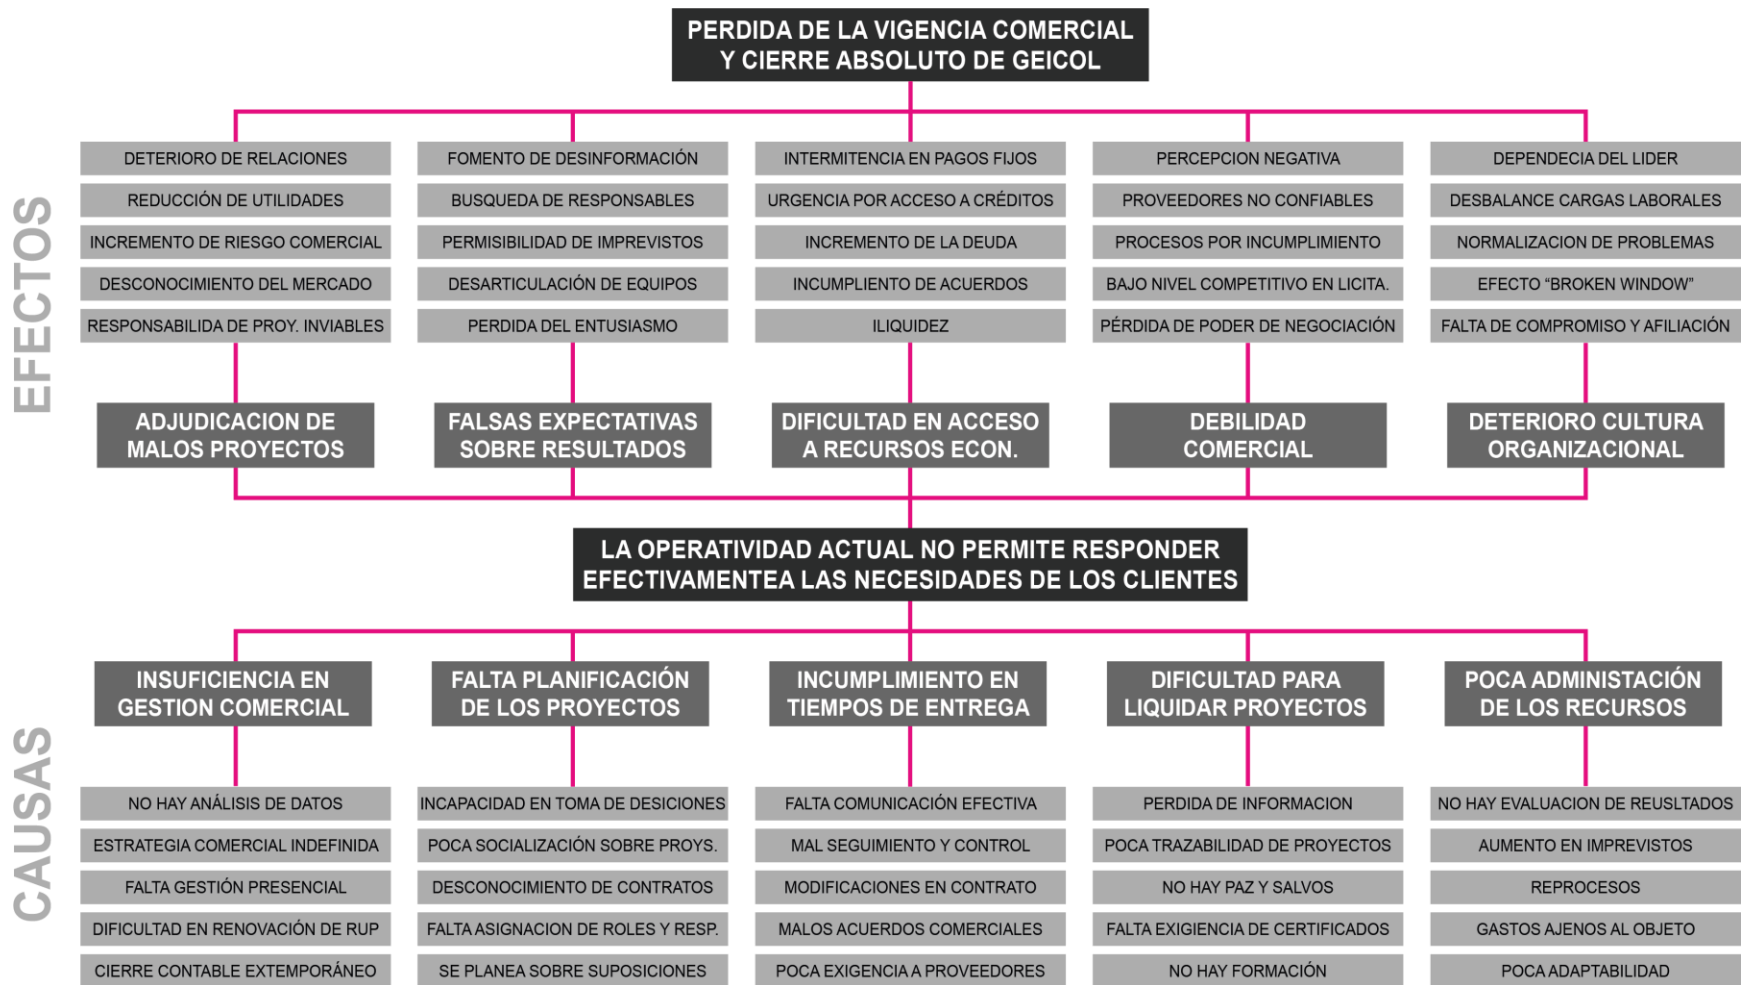 PERDIDA DE LA VIGENCIA COMERCIAL
Y CIERRE ABSOLUTO DE GEICOL
EFECTOS
DETERIORO DE RELACIONES
REDUCCIÓN DE UTILIDADES
INCREMENTO DE RIESGO COMERCIAL
DESCONOCIMIENTO DEL MERCADO
RESPONSABILIDA DE PROY. INVIABLES
ADJUDICACION DE
MALOS PROYECTOS
FOMENTO DE DESINFORMACIÓN
BUSQUEDA DE RESPONSABLES
PERMISIBILIDAD DE IMPREVISTOS
DESARTICULACIÓN DE EQUIPOS
PERDIDA DEL ENTUSIASMO
FALSAS EXPECTATIVAS
SOBRE RESULTADOS
INTERMITENCIA EN PAGOS FIJOS
URGENCIA POR ACCESO A CRÉDITOS
INCREMENTO DE LA DEUDA
INCUMPLIENTO DE ACUERDOS
ILIQUIDEZ
DIFICULTAD EN ACCESO
A RECURSOS ECON.
PERCEPCION NEGATIVA
PROVEEDORES NO CONFIABLES
PROCESOS POR INCUMPLIMIENTO
BAJO NIVEL COMPETITIVO EN LICITA.
PÉRDIDA DE PODER DE NEGOCIACIÓN
DEBILIDAD
COMERCIAL
DEPENDECIA DEL LIDER
DESBALANCE CARGAS LABORALES
NORMALIZACION DE PROBLEMAS
EFECTO “BROKEN WINDOW”
FALTA DE COMPROMISO Y AFILIACIÓN
DETERIORO CULTURA
ORGANIZACIONAL
LA OPERATIVIDAD ACTUAL NO PERMITE RESPONDER
EFECTIVAMENTEA LAS NECESIDADES DE LOS CLIENTES
CAUSAS
INSUFICIENCIA EN
GESTION COMERCIAL
NO HAY ANÁLISIS DE DATOS
ESTRATEGIA COMERCIAL INDEFINIDA
FALTA GESTIÓN PRESENCIAL
DIFICULTAD EN RENOVACIÓN DE RUP
CIERRE CONTABLE EXTEMPORÁNEO
FALTA PLANIFICACIÓN
DE LOS PROYECTOS
INCAPACIDAD EN TOMA DE DESICIONES
POCA SOCIALIZACIÓN SOBRE PROYS.
DESCONOCIMIENTO DE CONTRATOS
FALTA ASIGNACION DE ROLES Y RESP.
SE PLANEA SOBRE SUPOSICIONES
INCUMPLIMIENTO EN
TIEMPOS DE ENTREGA
FALTA COMUNICACIÓN EFECTIVA
MAL SEGUIMIENTO Y CONTROL
MODIFICACIONES EN CONTRATO
MALOS ACUERDOS COMERCIALES
POCA EXIGENCIA A PROVEEDORES
DIFICULTAD PARA
LIQUIDAR PROYECTOS
PERDIDA DE INFORMACION
POCA TRAZABILIDAD DE PROYECTOS
NO HAY PAZ Y SALVOS
FALTA EXIGIENCIA DE CERTIFICADOS
NO HAY FORMACIÓN
POCA ADMINISTACIÓN
DE LOS RECURSOS
NO HAY EVALUACION DE REUSLTADOS
AUMENTO EN IMPREVISTOS
REPROCESOS
GASTOS AJENOS AL OBJETO
POCA ADAPTABILIDAD